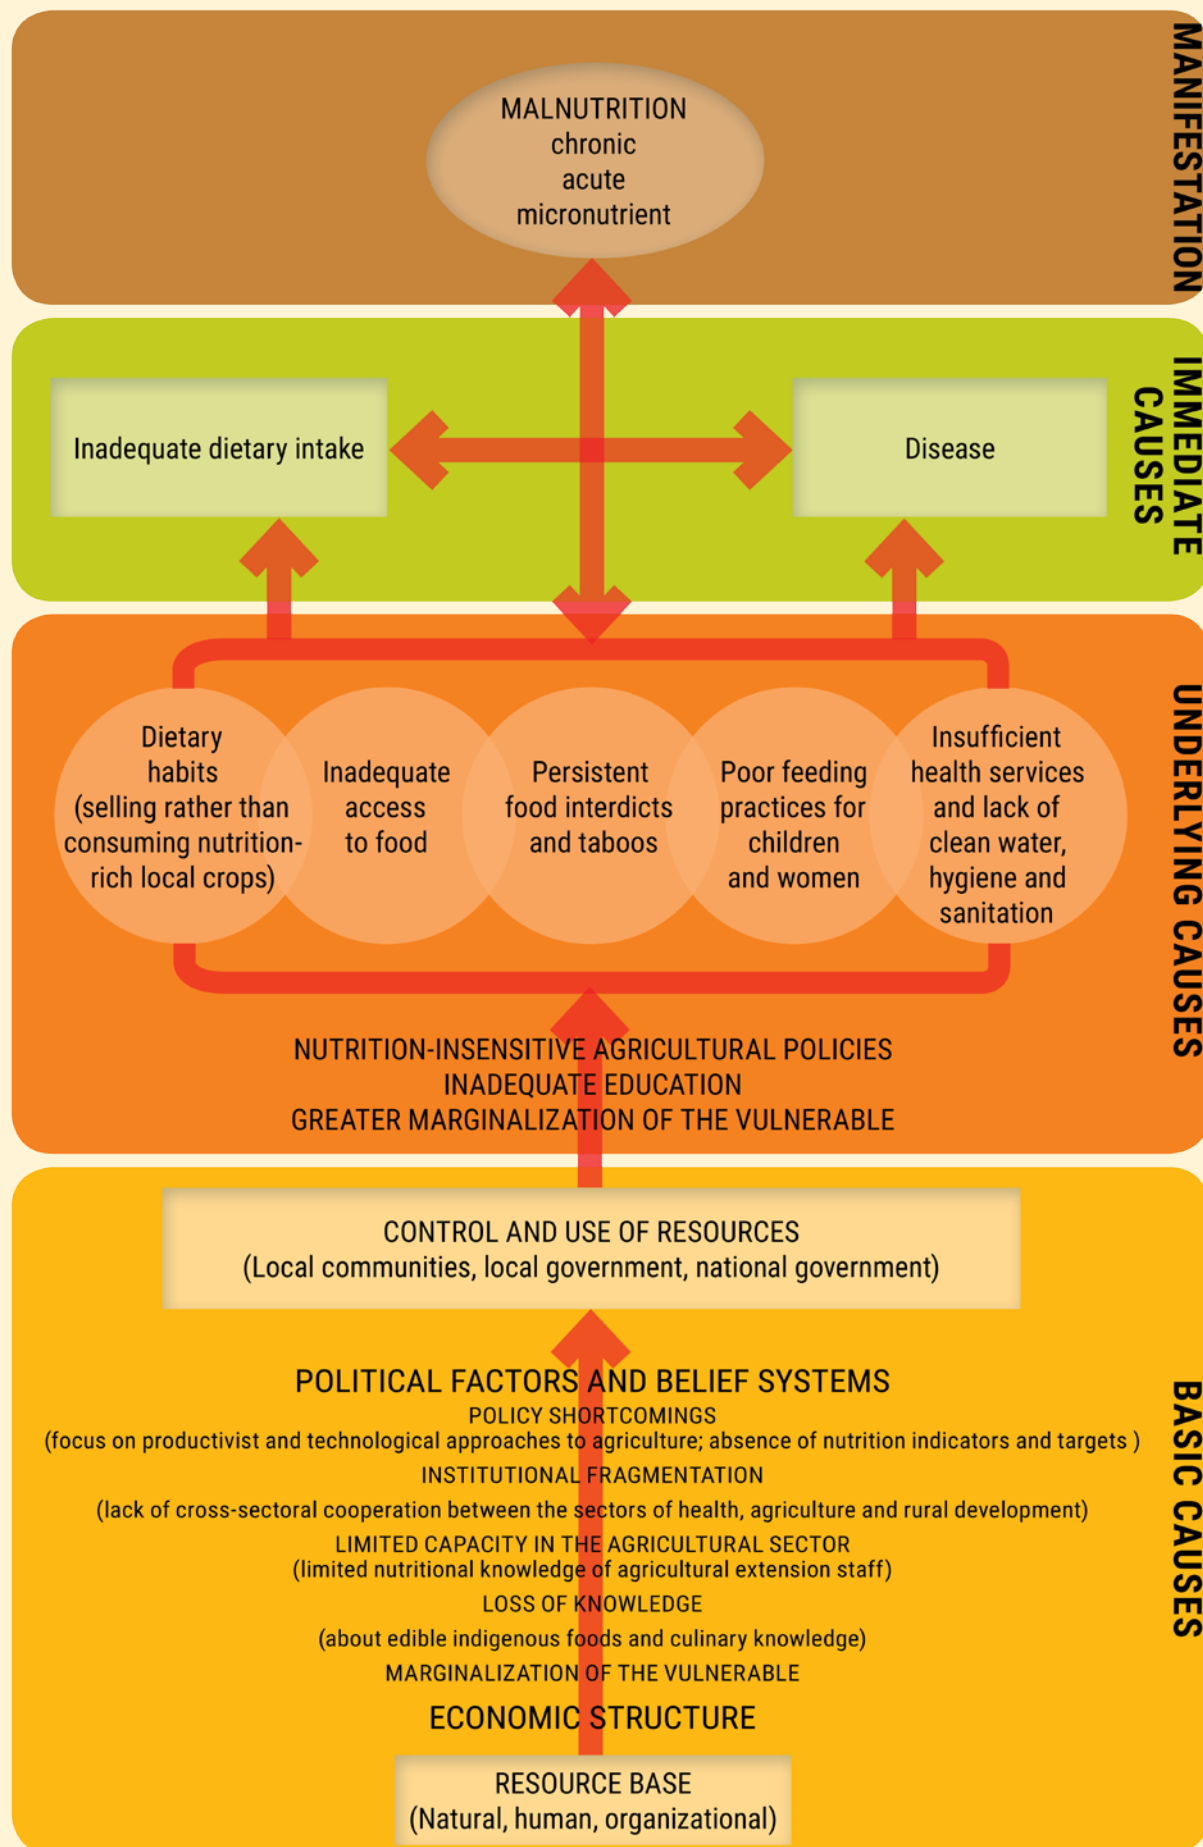 MANIFESTATION
MALNUTRITION
chronic
acute
micronutrient
IMMEDIATE
CAUSES
Inadequate dietary intake
Disease
UNDERLYING CAUSES
Dietary
habits
(selling rather than
consuming nutrition-
rich local crops)
Inadequate
access
to food
Persistent
food interdicts
and taboos
Poor feeding
practices for
children
and women
Insufficient
health services
and lack of
clean water,
hygiene and
sanitation
NUTRITION-INSENSITIVE AGRICULTURAL POLICIES
INADEQUATE EDUCATION
GREATER MARGINALIZATION OF THE VULNERABLE
BASIC CAUSES
CONTROL AND USE OF RESOURCES
(Local communities, local government, national government)
POLITICAL FACTORS AND BELIEF SYSTEMS
POLICY SHORTCOMINGS
(focus on productivist and technological approaches to agriculture; absence of nutrition indicators and targets )
INSTITUTIONAL FRAGMENTATION
(lack of cross-sectoral cooperation between the sectors of health, agriculture and rural development)
LIMITED CAPACITY IN THE AGRICULTURAL SECTOR
(limited nutritional knowledge of agricultural extension staff)
LOSS OF KNOWLEDGE
(about edible indigenous foods and culinary knowledge)
MARGINALIZATION OF THE VULNERABLE
ECONOMIC STRUCTURE
RESOURCE BASE
(Natural, human, organizational)